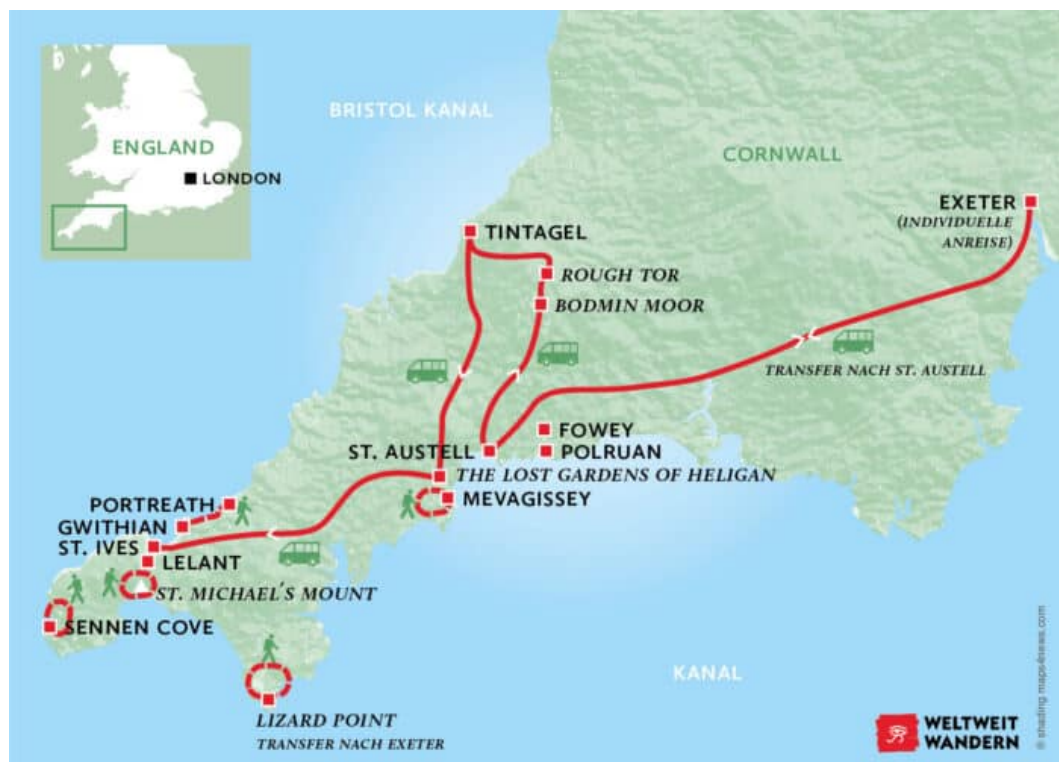 ENGLAND
LONDON
BRISTOL KANAL
CORNWALL
EXETER
(INDIVIDUELLE
ANREISE)
TINTAGEL
ROUGH TOR
BODMIN MOOR
TRANSFER NACH ST. AUSTELL
FOWEY
ST. AUSTELL
POLRUAN
THE LOST GARDENS OF HELIGAN
MEVAGISSEY
PORTREATH
GWITHIAN
ST. IVES
LELANT
ST. MICHAEL'S MOUNT
SENNEN COVE
KANAL
LIZARD POINT
TRANSFER NACH EXETER
WELTWEIT
WANDERN
© shading maps4news.com